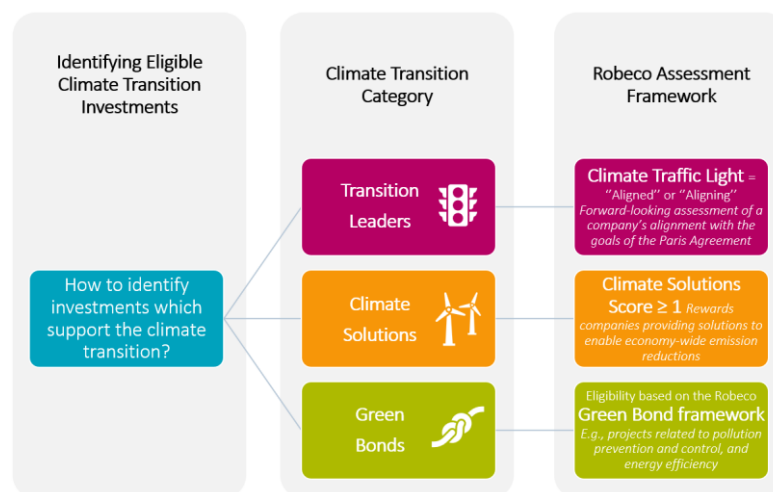 Identifying Eligible
Climate Transition
Investments
Climate Transition
Category
Robeco Assessment
Framework
How to identify
investments which
support the climate
transition?
Transition
Leaders
Climate Traffic Light =
"Aligned" or "Aligning"
Forward-looking assessment of a
company's alignment with the
goals of the Paris Agreement
Climate
Solutions
Climate Solutions
Score ≥ 1 Rewards
companies providing solutions to
enable economy-wide emission
reductions
Green
Bonds
Eligibility based on the Robeco
Green Bond framework
E.g., projects related to pollution
prevention and control, and
energy efficiency